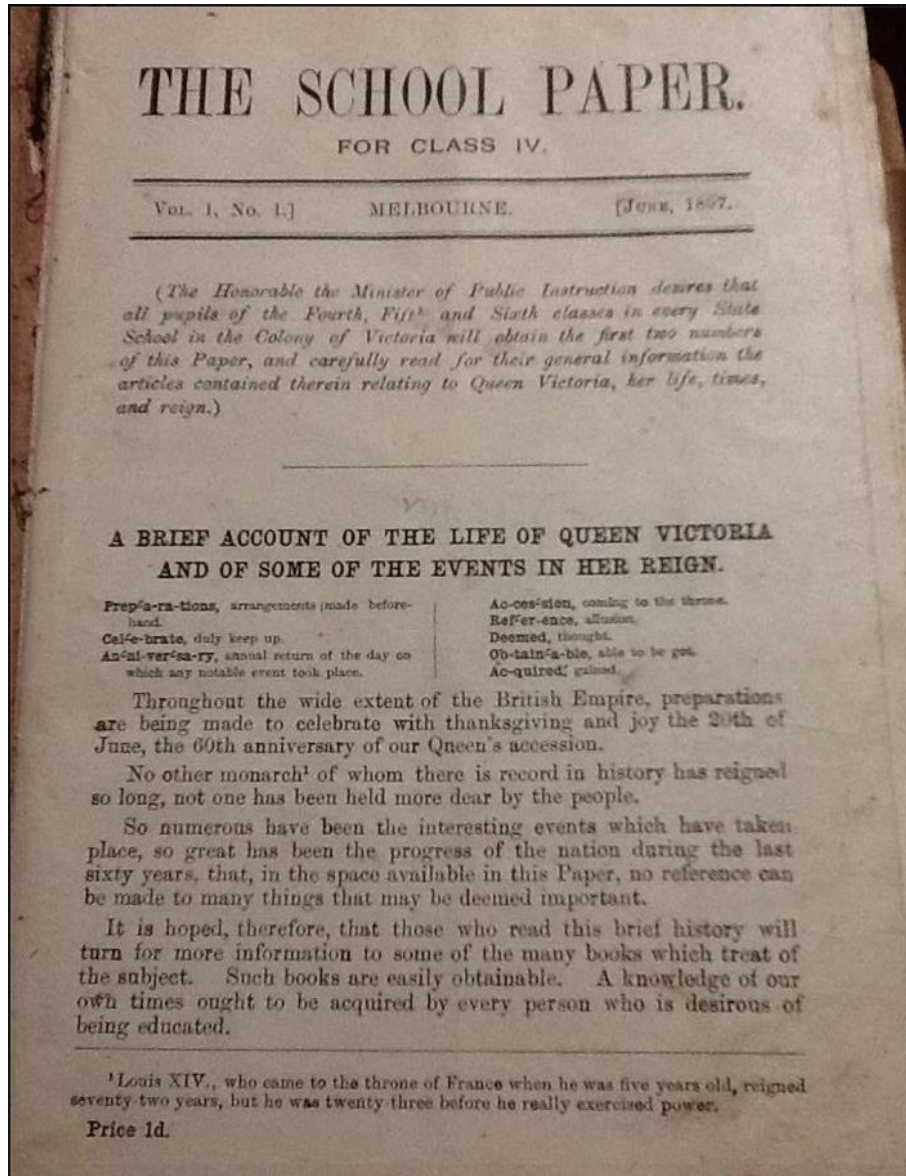 THE SCHOOL PAPER.
FOR CLASS IV.
VOL. 1, No. 1.]
MELBOURNE.
[JUNE, 1897.
(The Honorable the Minister of Public Instruction desires that
all pupils of the Fourth, Fifth and Sixth classes in every State
School in the Colony of Victoria will obtain the first two numbers
of this Paper, and carefully read for their general information the
articles contained therein relating to Queen Victoria, her life, times,
and reign.)
A BRIEF ACCOUNT OF THE LIFE OF QUEEN VICTORIA
AND OF SOME OF THE EVENTS IN HER REIGN.
Prep′a-ra-tions, arrangements made before-
hand.
Cel′e-brate, duly keep up.
An′ni-ver′sa-ry, annual return of the day on
which any notable event took place.
Ac-ces′sion, coming to the throne.
Ref′er-ence, allusion.
Deemed, thought.
Ob-tain′a-ble, able to be got.
Ac-quired′, gained.
Throughout the wide extent of the British Empire, preparations
are being made to celebrate with thanksgiving and joy the 20th of
June, the 60th anniversary of our Queen's accession.
No other monarch¹ of whom there is record in history has reigned
so long, not one has been held more dear by the people.
So numerous have been the interesting events which have taken
place, so great has been the progress of the nation during the last
sixty years, that, in the space available in this Paper, no reference can
be made to many things that may be deemed important.
It is hoped, therefore, that those who read this brief history will
turn for more information to some of the many books which treat of
the subject. Such books are easily obtainable. A knowledge of our
own times ought to be acquired by every person who is desirous of
being educated.
¹Louis XIV., who came to the throne of France when he was five years old, reigned
seventy-two years, but he was twenty-three before he really exercised power.
Price 1d.